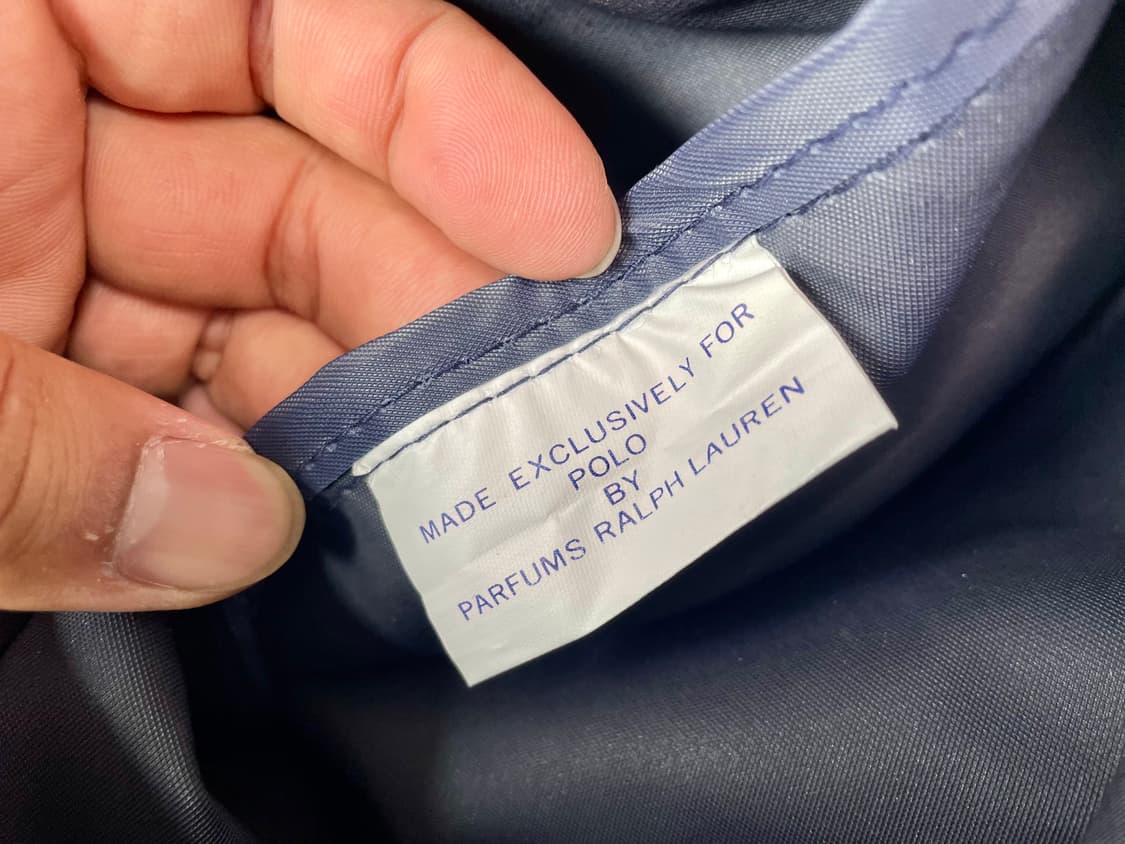 MADE EXCLUSIVELY FOR
POLO
BY
PARFUMS RALPH LAUREN